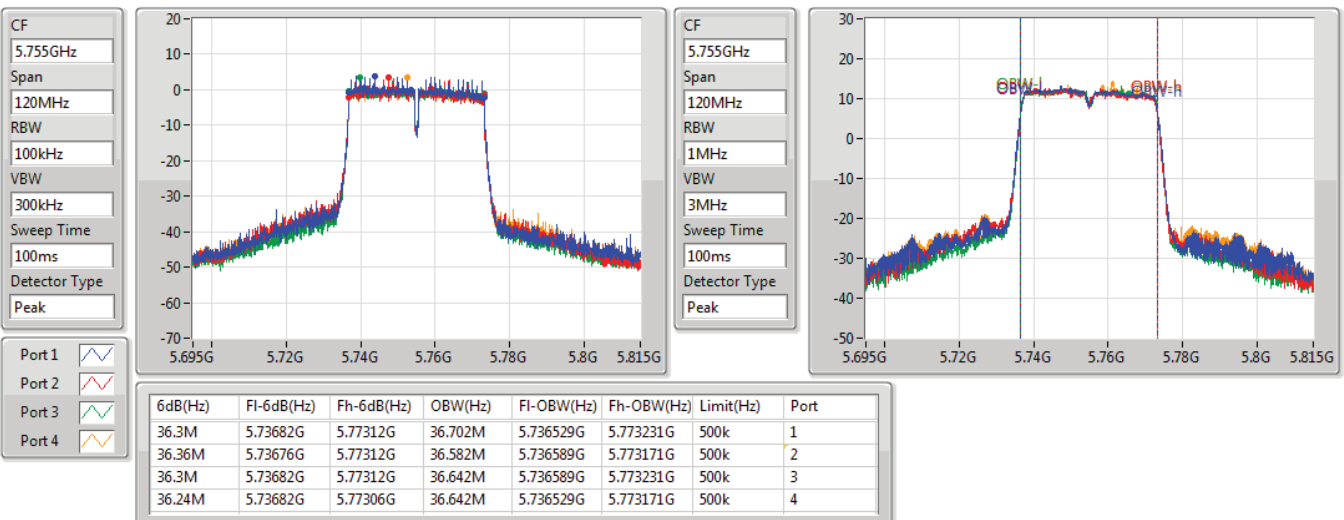 CF
5.755GHz
Span
120MHz
RBW
100kHz
VBW
300kHz
Sweep Time
100ms
Detector Type
Peak
20
10
0
-10
-20
-30
-40
-50
-60
-70
5.695G 5.72G 5.74G 5.76G 5.78G 5.8G 5.815G
CF
5.755GHz
Span
120MHz
RBW
1MHz
VBW
3MHz
Sweep Time
100ms
Detector Type
Peak
30
20
10
0
-10
-20
-30
-40
-50
OBW-l OBW-h
5.695G 5.72G 5.74G 5.76G 5.78G 5.8G 5.815G
Port 1
Port 2
Port 3
Port 4
6dB(Hz) Fl-6dB(Hz) Fh-6dB(Hz) OBW(Hz) Fl-OBW(Hz) Fh-OBW(Hz) Limit(Hz) Port
36.3M 5.73682G 5.77312G 36.702M 5.736529G 5.773231G 500k 1
36.36M 5.73676G 5.77312G 36.582M 5.736589G 5.773171G 500k 2
36.3M 5.73682G 5.77312G 36.642M 5.736589G 5.773231G 500k 3
36.24M 5.73682G 5.77306G 36.642M 5.736529G 5.773171G 500k 4